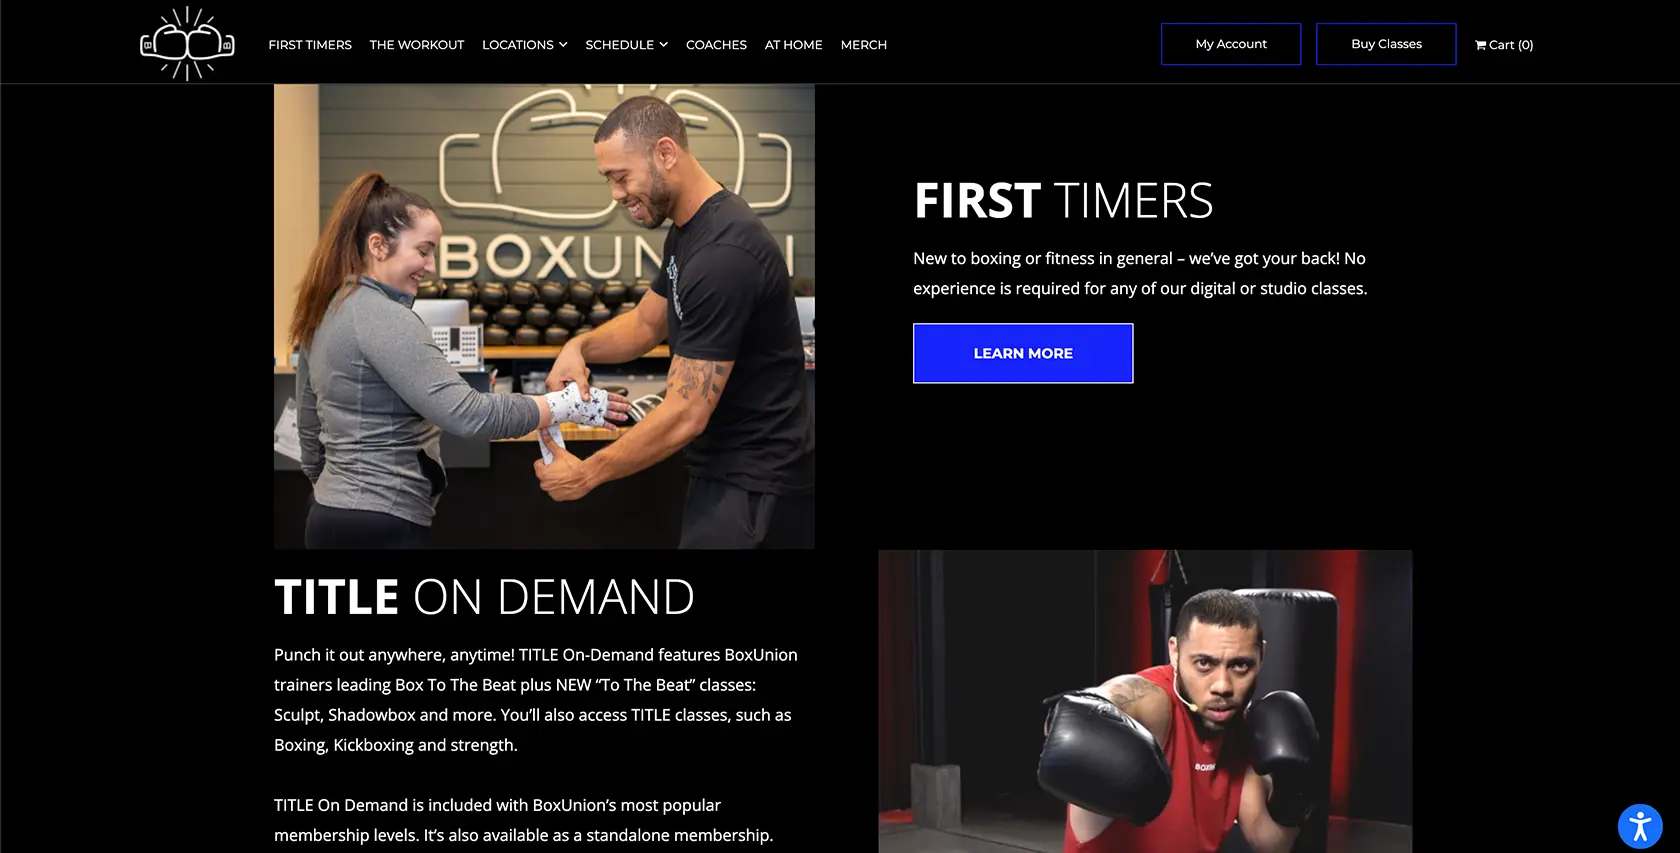 FIRST TIMERS
THE WORKOUT
LOCATIONS
SCHEDULE
COACHES
AT HOME
MERCH
My Account
Buy Classes
Cart (0)
B B
BOXUNI
FIRST TIMERS
New to boxing or fitness in general – we’ve got your back! No
experience is required for any of our digital or studio classes.
LEARN MORE
TITLE ON DEMAND
Punch it out anywhere, anytime! TITLE On-Demand features BoxUnion
trainers leading Box To The Beat plus NEW “To The Beat” classes:
Sculpt, Shadowbox and more. You’ll also access TITLE classes, such as
Boxing, Kickboxing and strength.
TITLE On Demand is included with BoxUnion’s most popular
membership levels. It’s also available as a standalone membership.